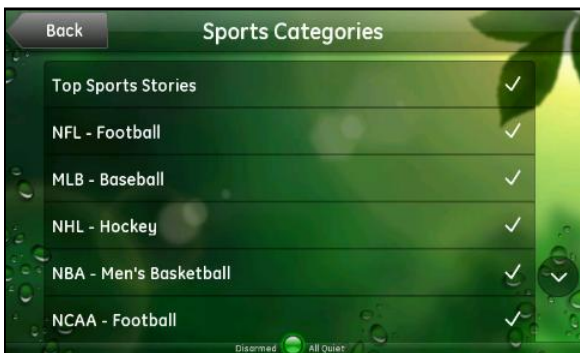 Back
Sports Categories
Top Sports Stories
NFL - Football
MLB - Baseball
NHL - Hockey
NBA - Men's Basketball
NCAA - Football
Disarmed All Quiet